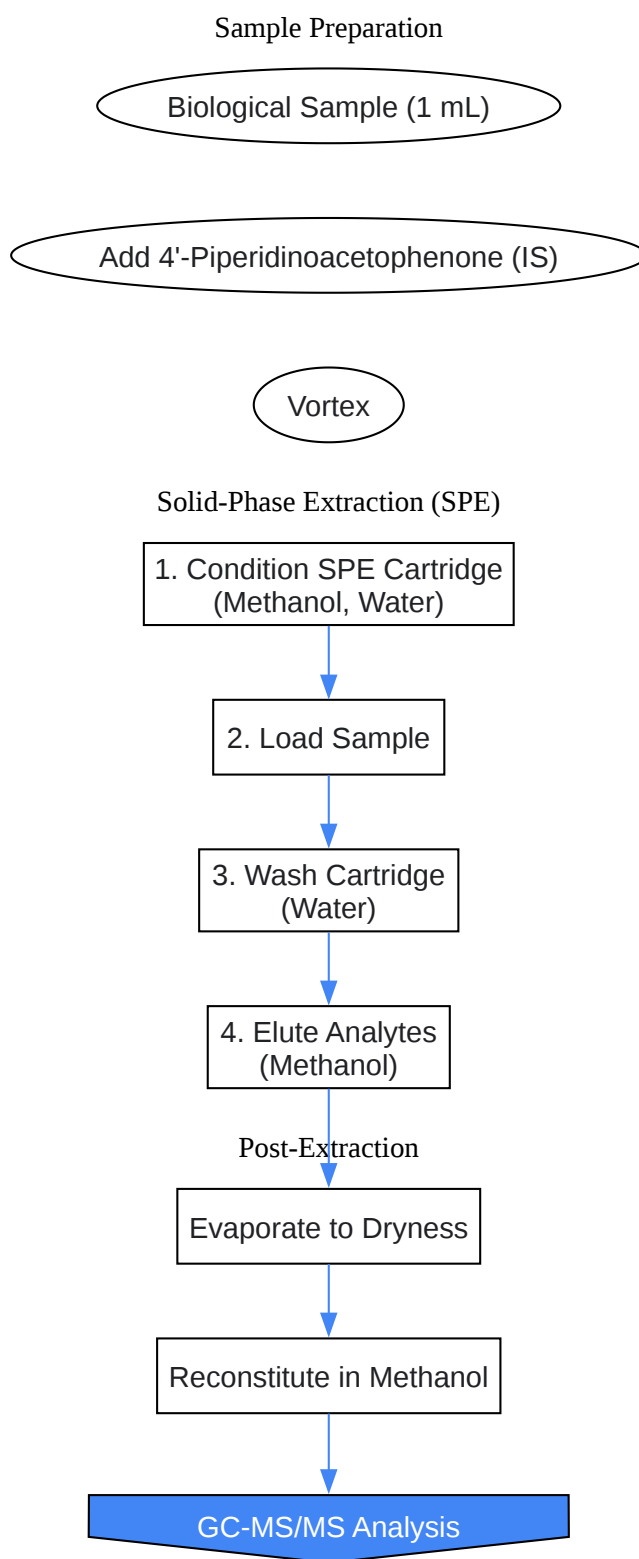 Sample Preparation
Biological Sample (1 mL)
Add 4'-Piperidinoacetophenone (IS)
Vortex
Solid-Phase Extraction (SPE)
1. Condition SPE Cartridge
(Methanol, Water)
2. Load Sample
3. Wash Cartridge
(Water)
4. Elute Analytes
(Methanol)
Post-Extraction
Evaporate to Dryness
Reconstitute in Methanol
GC-MS/MS Analysis